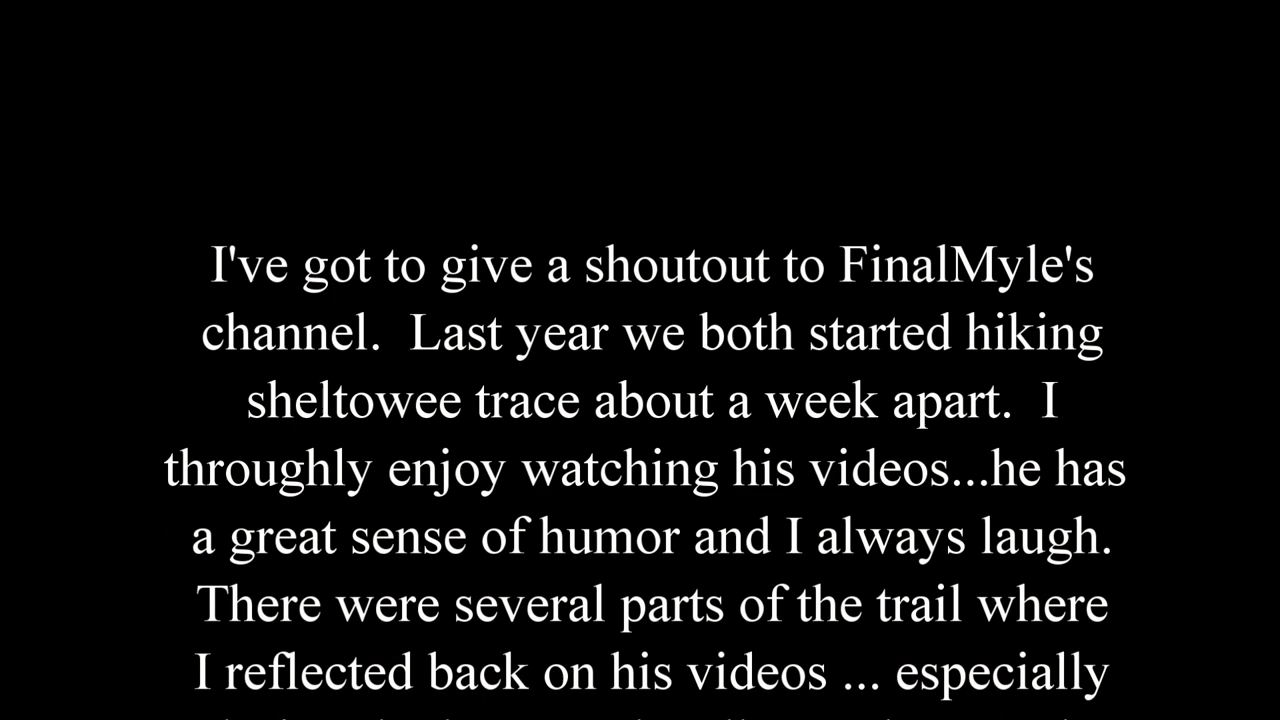 I've got to give a shoutout to FinalMyle's
channel.  Last year we both started hiking
sheltowee trace about a week apart.  I
throughly enjoy watching his videos...he has
a great sense of humor and I always laugh.
There were several parts of the trail where
I reflected back on his videos ... especially